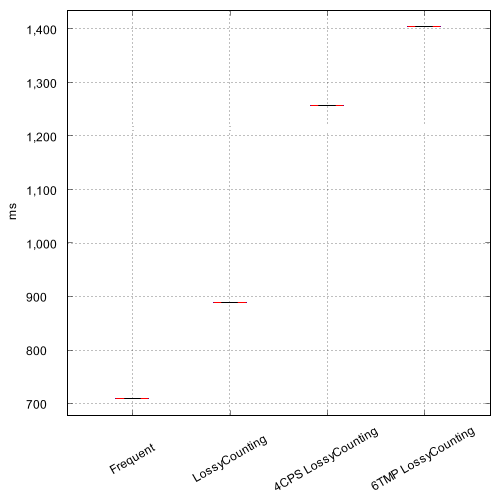 1,400
1,300
1,200
1,100
1,000
900
800
700
ms
Frequent
LossyCounting
4CPS LossyCounting
6TMP LossyCounting